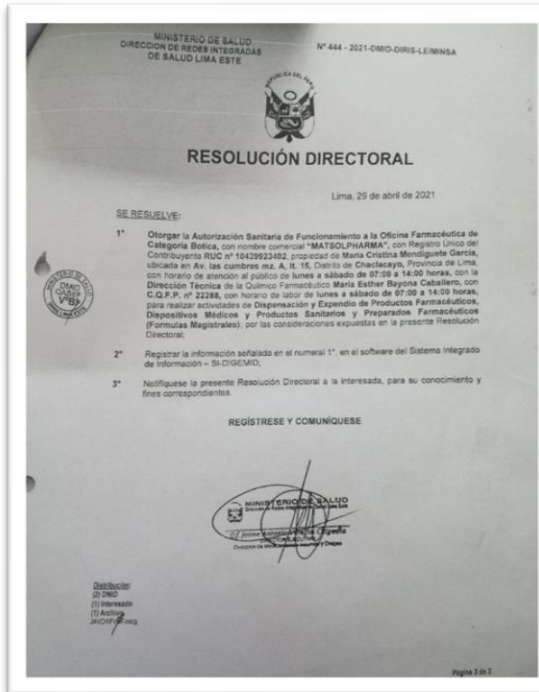 MINISTERIO DE SALUD
DIRECCION DE REDES INTEGRADAS
DE SALUD LIMA ESTE
N° 444 - 2021-DMID-DIRIS-LE/MINSA
REPUBLICA DEL PERU
RESOLUCIÓN DIRECTORAL
Lima, 29 de abril de 2021
SE RESUELVE:
1° Otorgar la Autorización Sanitaria de Funcionamiento a la Oficina Farmacéutica de
Categoría Botica, con nombre comercial "MATSOLPHARMA", con Registro Único del
Contribuyente RUC n° 10439923402, propiedad de María Cristina Mendiguete García,
ubicada en Av. las cumbres mz. A, lt. 15, Distrito de Chaclacayo, Provincia de Lima,
con horario de atención al público de lunes a sábado de 07:00 a 14:00 horas, con la
Dirección Técnica de la Químico Farmacéutico María Esther Bayona Caballero, con
C.Q.F.P. n° 22288, con horario de labor de lunes a sábado de 07:00 a 14:00 horas,
para realizar actividades de Dispensación y Expendio de Productos Farmacéuticos,
Dispositivos Médicos y Productos Sanitarios y Preparados Farmacéuticos
(Formulas Magistrales), por las consideraciones expuestas en la presente Resolución
Directoral;
2° Registrar la información señalada en el numeral 1°, en el software del Sistema Integrado
de Información – SI-DIGEMID;
3° Notifíquese la presente Resolución Directoral a la interesada, para su conocimiento y
fines correspondientes.
REGÍSTRESE Y COMUNÍQUESE
MINISTERIO DE SALUD
Distribución:
(2) DMID
(1) Interesado
(1) Archivo
Página 3 de 3